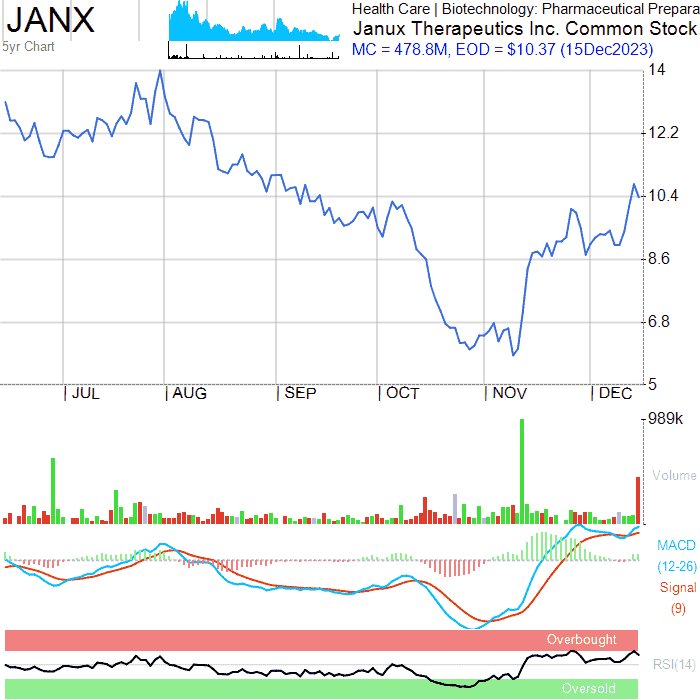 JANX
5yr Chart
Health Care | Biotechnology: Pharmaceutical Prepara
Janux Therapeutics Inc. Common Stock
MC = 478.8M, EOD = $10.37 (15Dec2023)
14
12.2
10.4
8.6
6.8
5
JUL
AUG
SEP
OCT
NOV
DEC
989k
Volume
MACD
(12-26)
Signal
(9)
Overbought
RSI(14)
Oversold